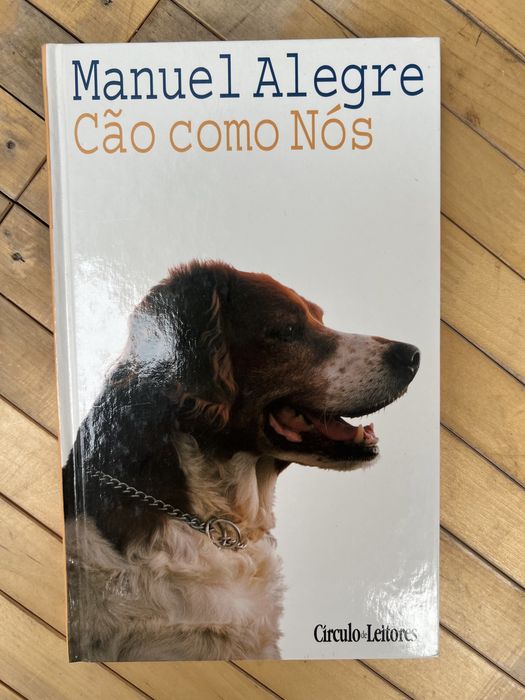 Manuel Alegre
Cão como Nós
Círculo de Leitores